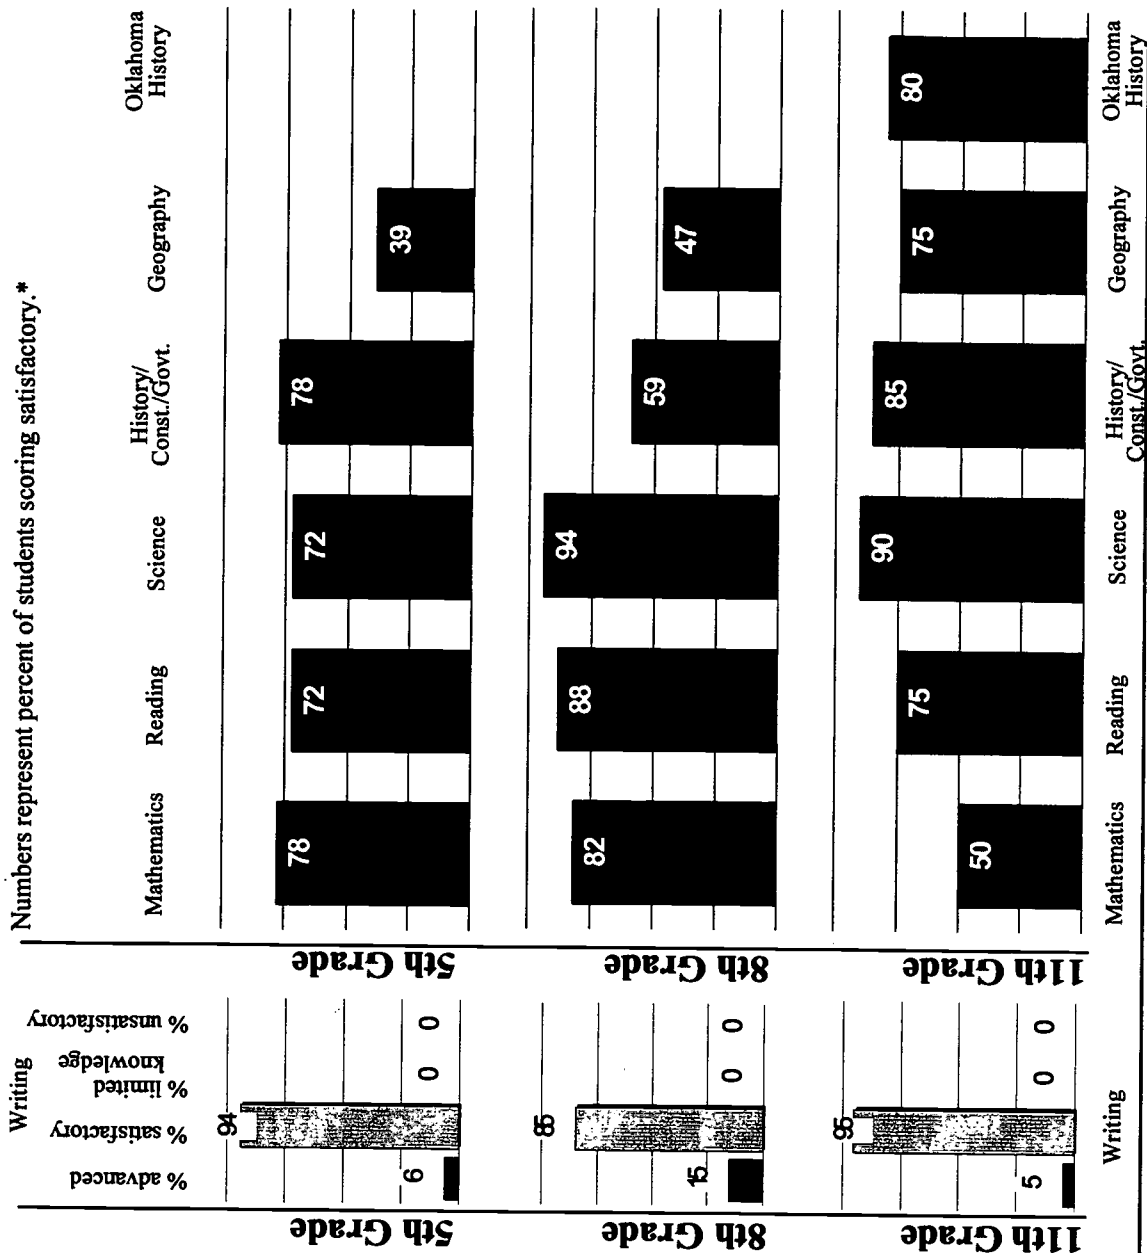 Numbers represent percent of students scoring satisfactory.*
Writing
% advanced
% satisfactory
% limited
knowledge
% unsatisfactory
Mathematics
Reading
Science
History/
Const./Govt.
Geography
Oklahoma
History
5th Grade
6
94
0
0
5th Grade
78
72
72
78
39
8th Grade
15
85
0
0
8th Grade
82
88
94
59
47
11th Grade
5
95
0
0
11th Grade
50
75
90
85
75
80
Writing
Mathematics
Reading
Science
History/
Const./Govt.
Geography
Oklahoma
History